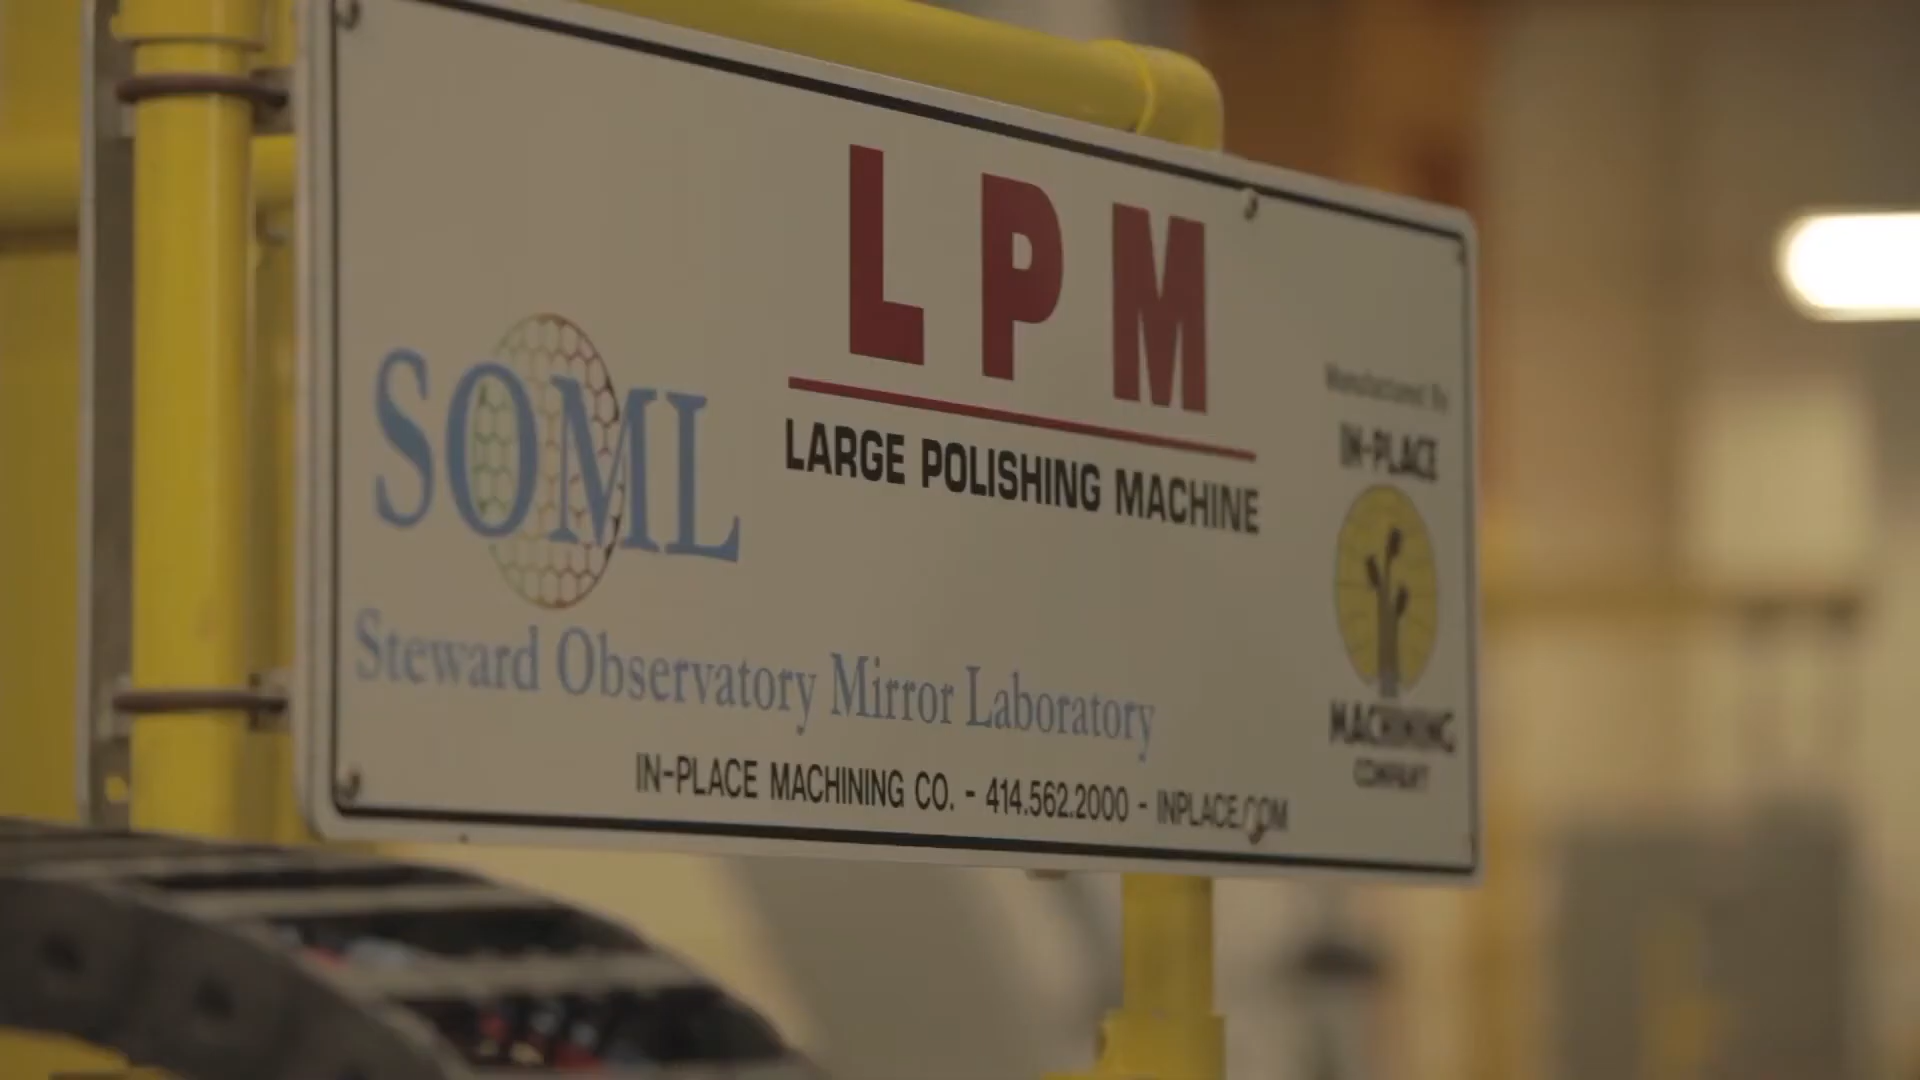 LPM
LARGE POLISHING MACHINE
SOML
Steward Observatory Mirror Laboratory
IN-PLACE MACHINING CO. - 414.562.2000 - INPLACE.COM
Manufactured By
IN-PLACE
MACHINING
COMPANY